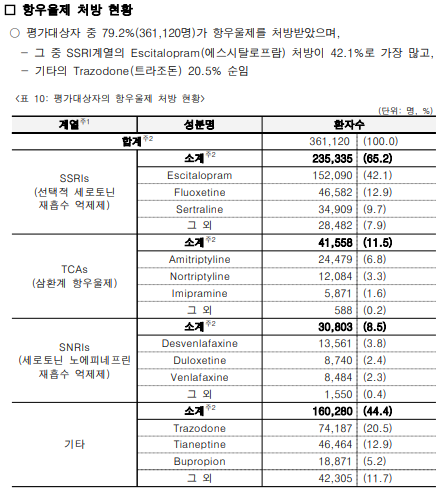 □ 항우울제 처방 현황
○ 평가대상자 중 79.2%(361,120명)가 항우울제를 처방받았으며,
- 그 중 SSRI계열의 Escitalopram(에스시탈로프람) 처방이 42.1%로 가장 많고,
- 기타의 Trazodone(트라조돈) 20.5% 순임
<표 10: 평가대상자의 항우울제 처방 현황>
(단위: 명, %)
계열주1 성분명 환자수
합계주2 361,120 (100.0)
SSRIs
(선택적 세로토닌
재흡수 억제제)
소계주2 235,335 (65.2)
Escitalopram 152,090 (42.1)
Fluoxetine 46,582 (12.9)
Sertraline 34,909 (9.7)
그 외 28,482 (7.9)
TCAs
(삼환계 항우울제)
소계주2 41,558 (11.5)
Amitriptyline 24,479 (6.8)
Nortriptyline 12,084 (3.3)
Imipramine 5,871 (1.6)
그 외 588 (0.2)
SNRIs
(세로토닌 노에피네프린
재흡수 억제제)
소계주2 30,803 (8.5)
Desvenlafaxine 13,561 (3.8)
Duloxetine 8,740 (2.4)
Venlafaxine 8,484 (2.3)
그 외 1,550 (0.4)
기타
소계주2 160,280 (44.4)
Trazodone 74,187 (20.5)
Tianeptine 46,464 (12.9)
Bupropion 18,871 (5.2)
그 외 42,305 (11.7)